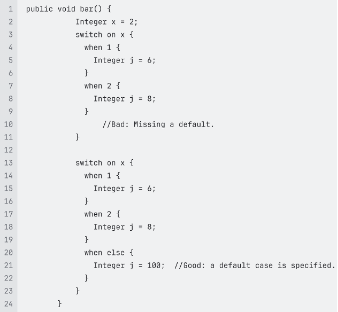 1 public void bar() {
2 Integer x = 2;
3 switch on x {
4 when 1 {
5 Integer j = 6;
6 }
7 when 2 {
8 Integer j = 8;
9 }
10 //Bad: Missing a default.
11 }
12
13 switch on x {
14 when 1 {
15 Integer j = 6;
16 }
17 when 2 {
18 Integer j = 8;
19 }
20 when else {
21 Integer j = 100; //Good: a default case is specified.
22 }
23 }
24 }